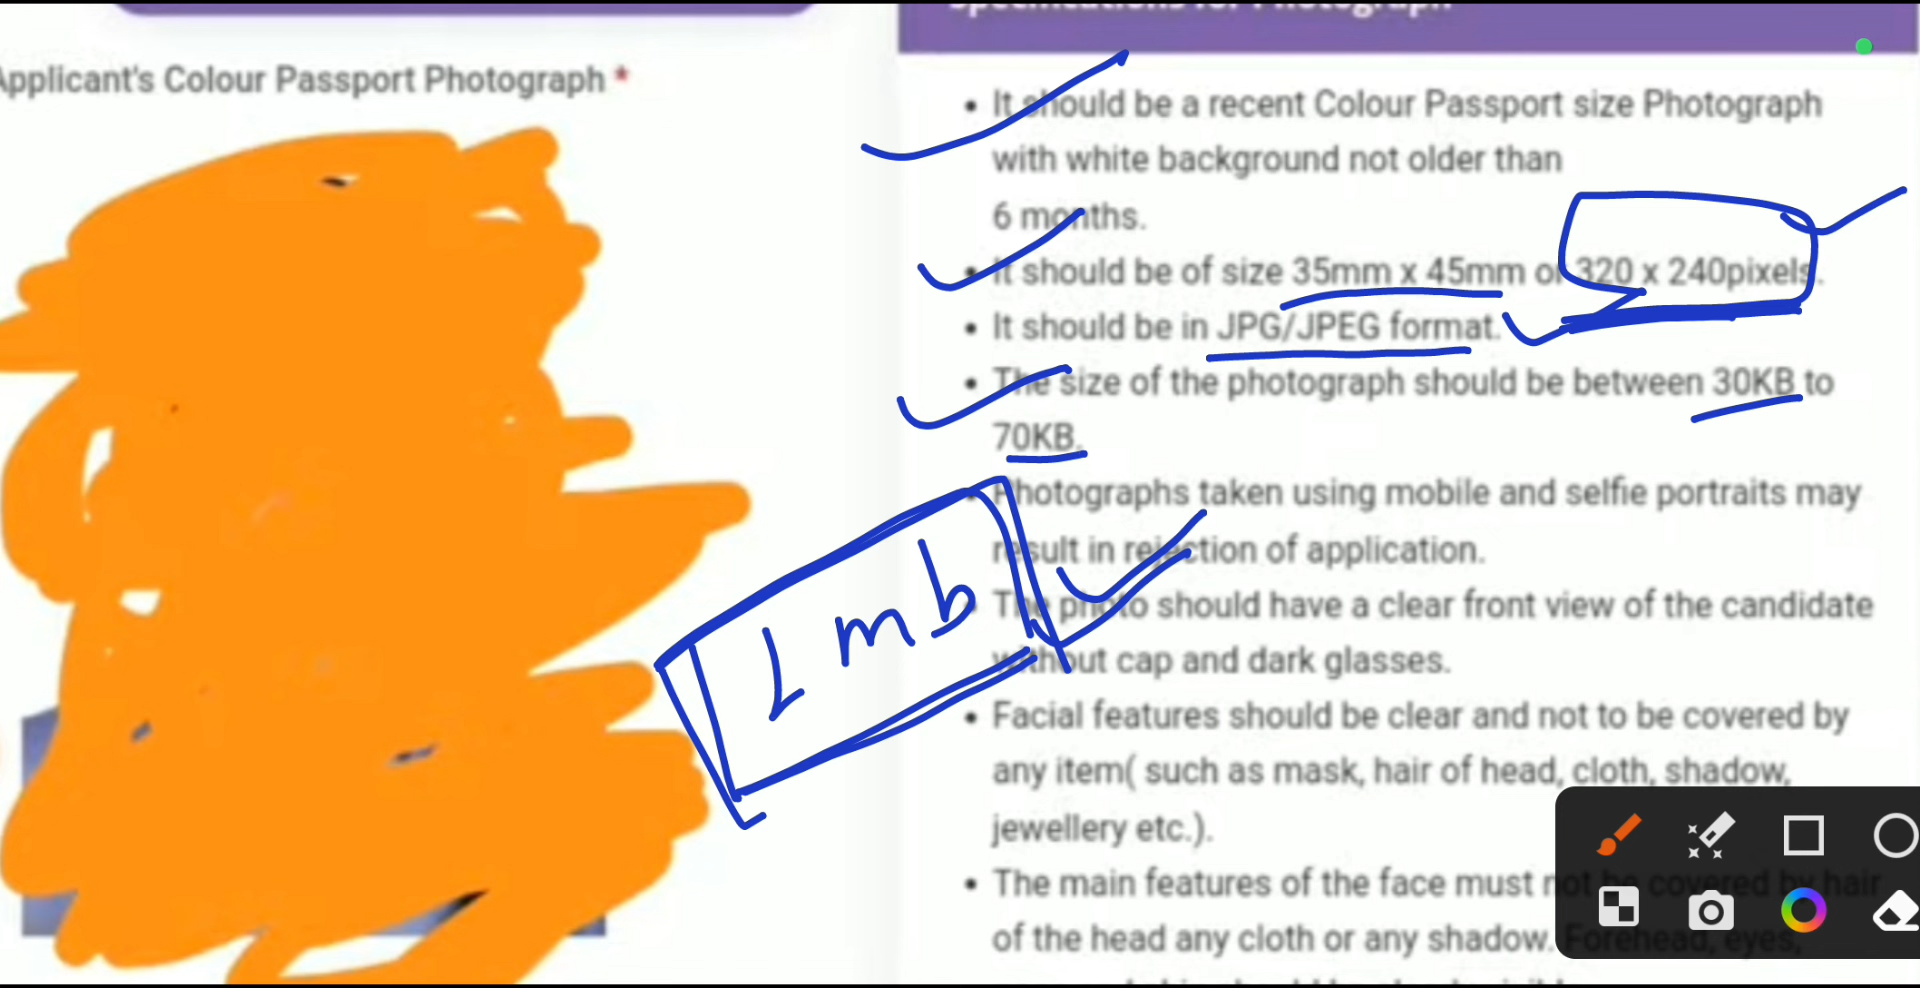 Specifications for Photograph
Applicant's Colour Passport Photograph *
• It should be a recent Colour Passport size Photograph
with white background not older than
6 months.
• It should be of size 35mm x 45mm or 320 x 240pixels.
• It should be in JPG/JPEG format.
• The size of the photograph should be between 30KB to
70KB.
• Photographs taken using mobile and selfie portraits may
result in rejection of application.
• The photo should have a clear front view of the candidate
without cap and dark glasses.
• Facial features should be clear and not to be covered by
any item( such as mask, hair of head, cloth, shadow,
jewellery etc.).
• The main features of the face must not be covered by hair
of the head any cloth or any shadow. Forehead, eyes,
mb